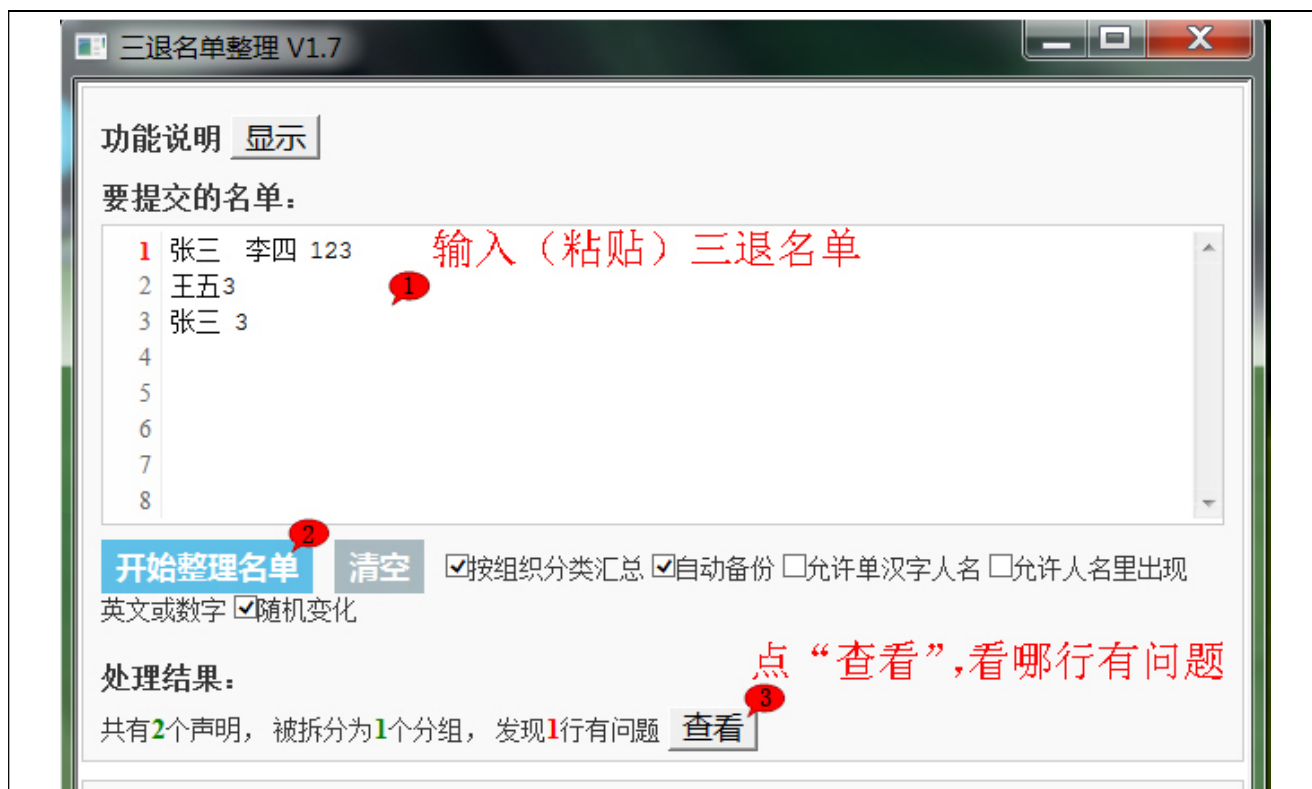 三退名单整理 V1.7
功能说明 显示
要提交的名单：
1 张三 李四 123 输入（粘贴）三退名单
1
2 王五3
3 张三 3
4
5
6
7
8
2
开始整理名单 清空 按组织分类汇总 自动备份 允许单汉字人名 允许人名里出现
英文或数字 随机变化
点“查看”,看哪行有问题
处理结果：
3
共有2个声明， 被拆分为1个分组， 发现1行有问题 查看